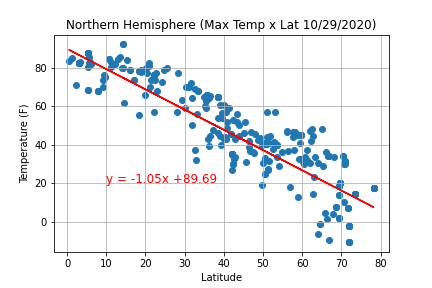 Northern Hemisphere (Max Temp x Lat 10/29/2020)
Temperature (F)
80
60
40
20
0
y = -1.05x +89.69
0 10 20 30 40 50 60 70 80
Latitude